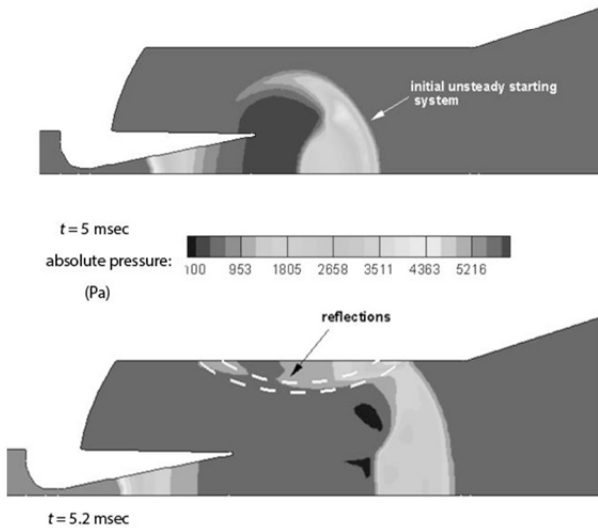 initial unsteady starting
system
t = 5 msec
absolute pressure:
(Pa)
100 953 1805 2658 3511 4363 5216
reflections
t = 5.2 msec